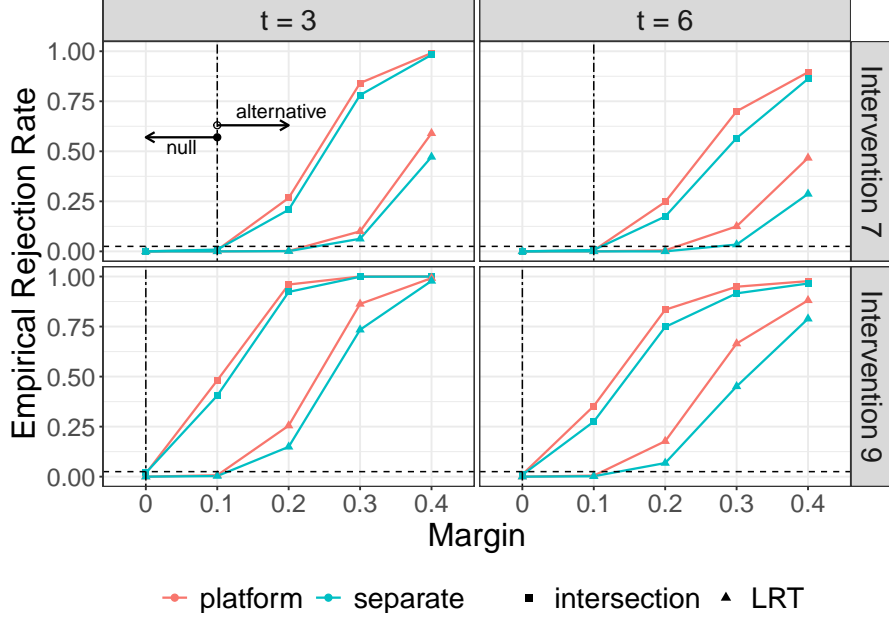 t = 3
t = 6
1.00
0.75
0.50
0.25
0.00
alternative
null
Intervention 7
1.00
0.75
0.50
0.25
0.00
Intervention 9
Empirical Rejection Rate
0 0.1 0.2 0.3 0.4
0 0.1 0.2 0.3 0.4
Margin
platform separate intersection LRT